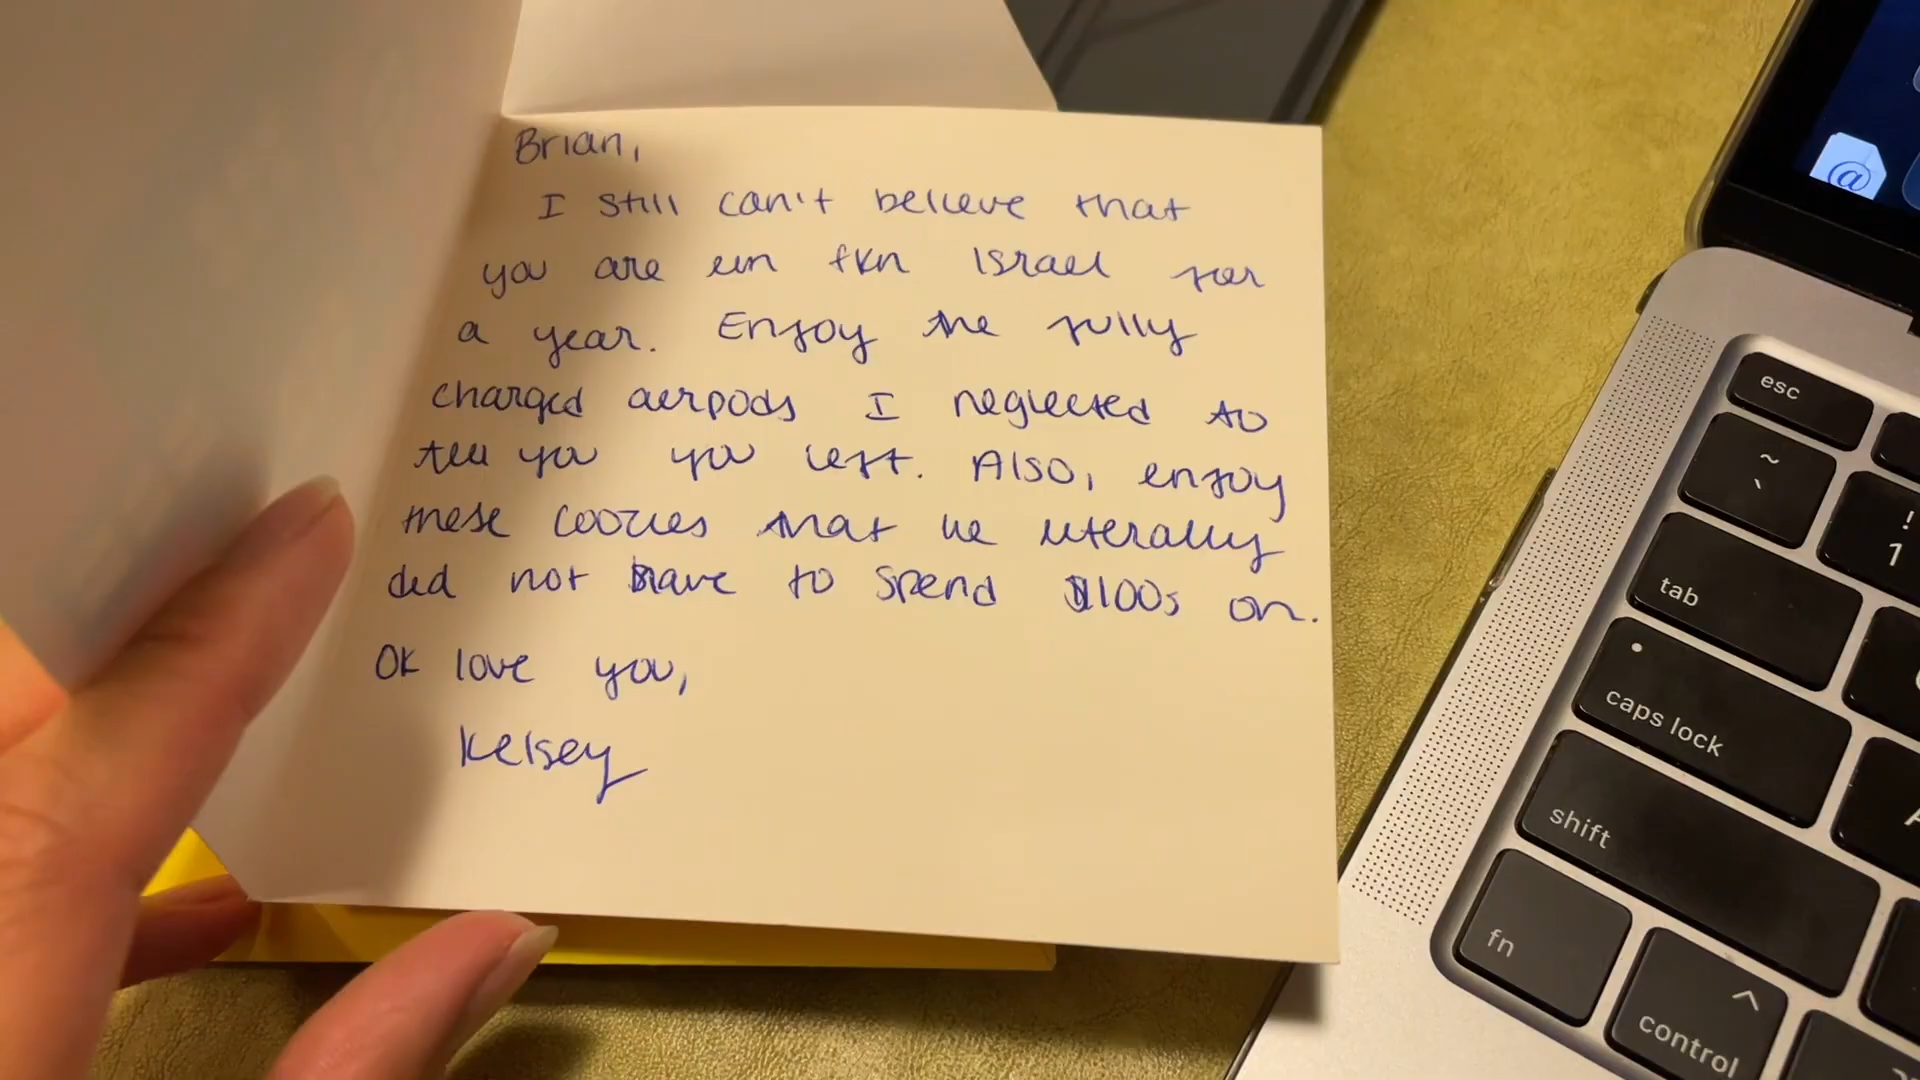 Brian,
I still can't believe that
you are in fkn Israel for
a year. Enjoy the fully
charged airpods I neglected to
tell you you left. Also, enjoy
these cookies that we literally
did not have to spend $100s on.
OK love you,
Kelsey
@
esc
~
`
!
1
tab
caps lock
shift
fn
^
control